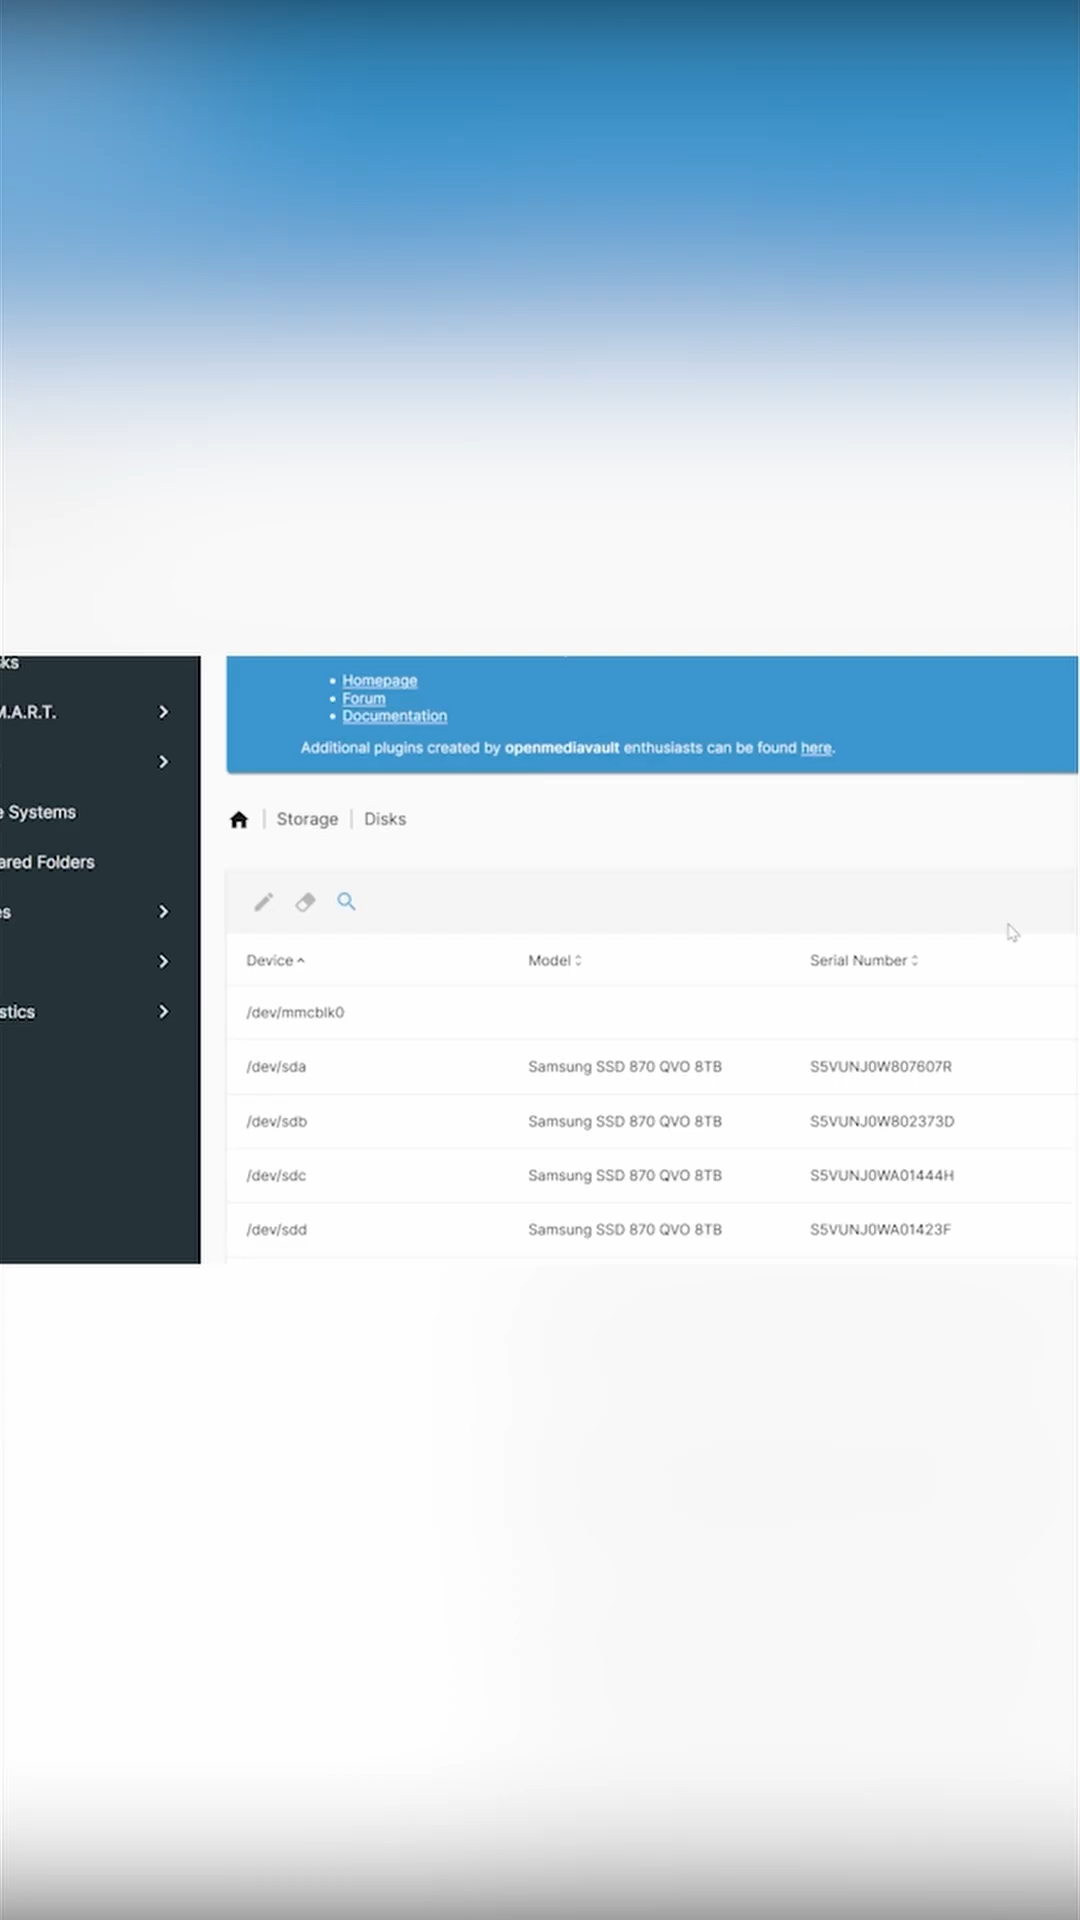 ks
M.A.R.T.
e Systems
ared Folders
es
stics
• Homepage
• Forum
• Documentation
Additional plugins created by openmediavault enthusiasts can be found here.
Storage | Disks
Device
Model
Serial Number
/dev/mmcblk0
/dev/sda Samsung SSD 870 QVO 8TB S5VUNJ0W807607R
/dev/sdb Samsung SSD 870 QVO 8TB S5VUNJ0W802373D
/dev/sdc Samsung SSD 870 QVO 8TB S5VUNJ0WA01444H
/dev/sdd Samsung SSD 870 QVO 8TB S5VUNJ0WA01423F